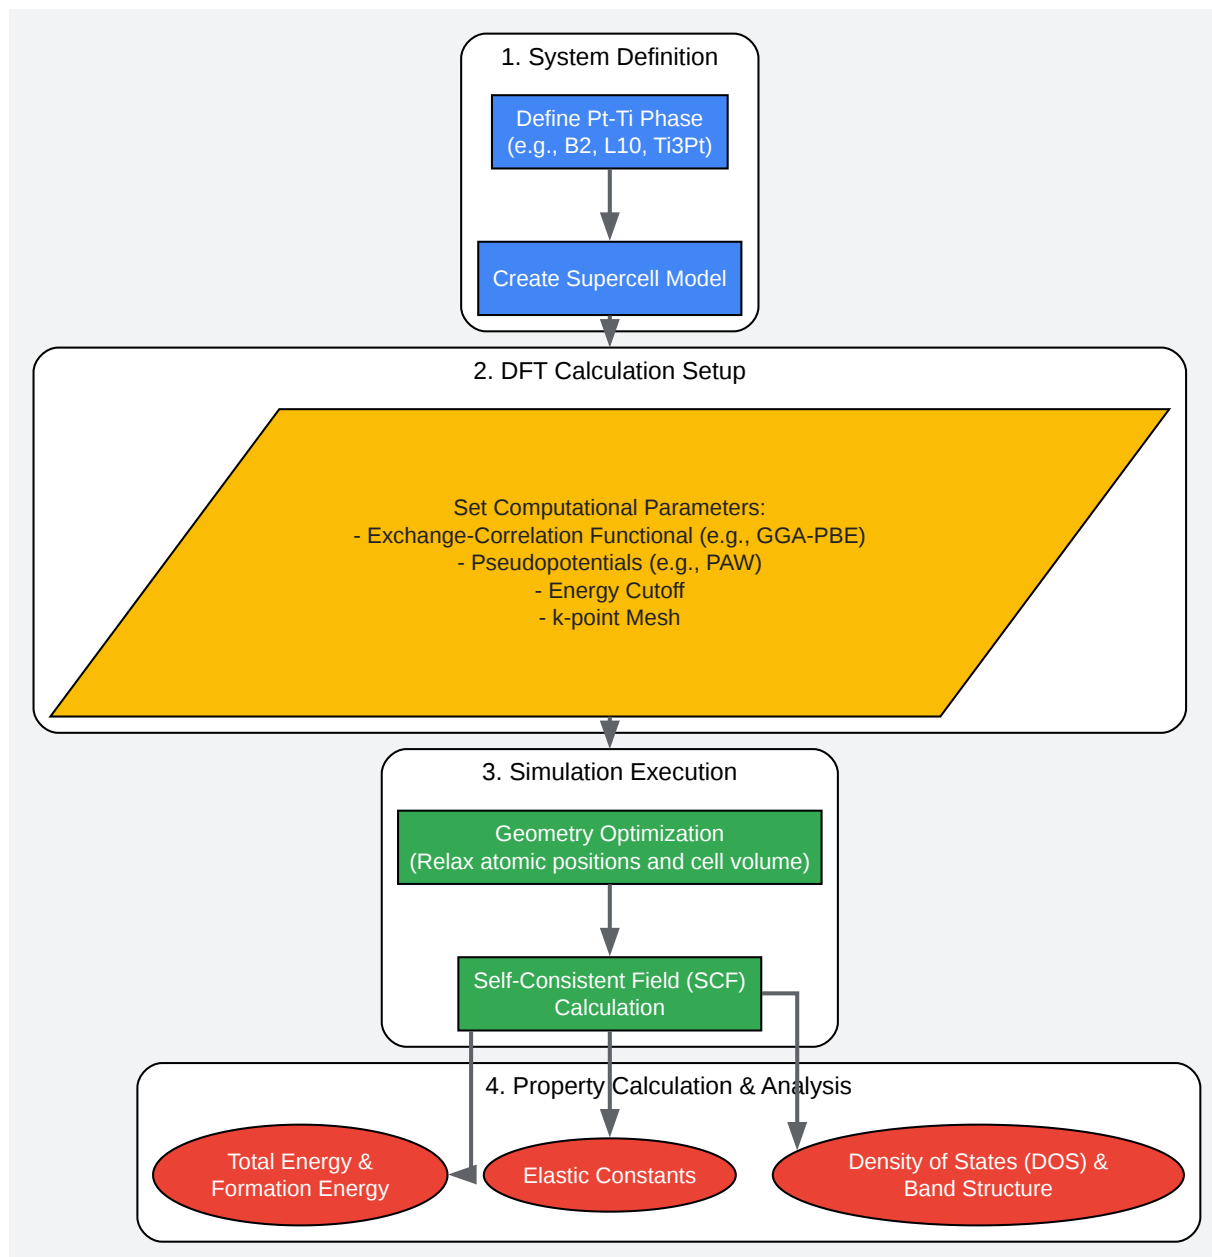 1. System Definition
Define Pt-Ti Phase
(e.g., B2, L10, Ti3Pt)
Create Supercell Model
2. DFT Calculation Setup
Set Computational Parameters:
- Exchange-Correlation Functional (e.g., GGA-PBE)
- Pseudopotentials (e.g., PAW)
- Energy Cutoff
- k-point Mesh
3. Simulation Execution
Geometry Optimization
(Relax atomic positions and cell volume)
Self-Consistent Field (SCF)
Calculation
4. Property Calculation & Analysis
Total Energy &
Formation Energy
Elastic Constants
Density of States (DOS) &
Band Structure